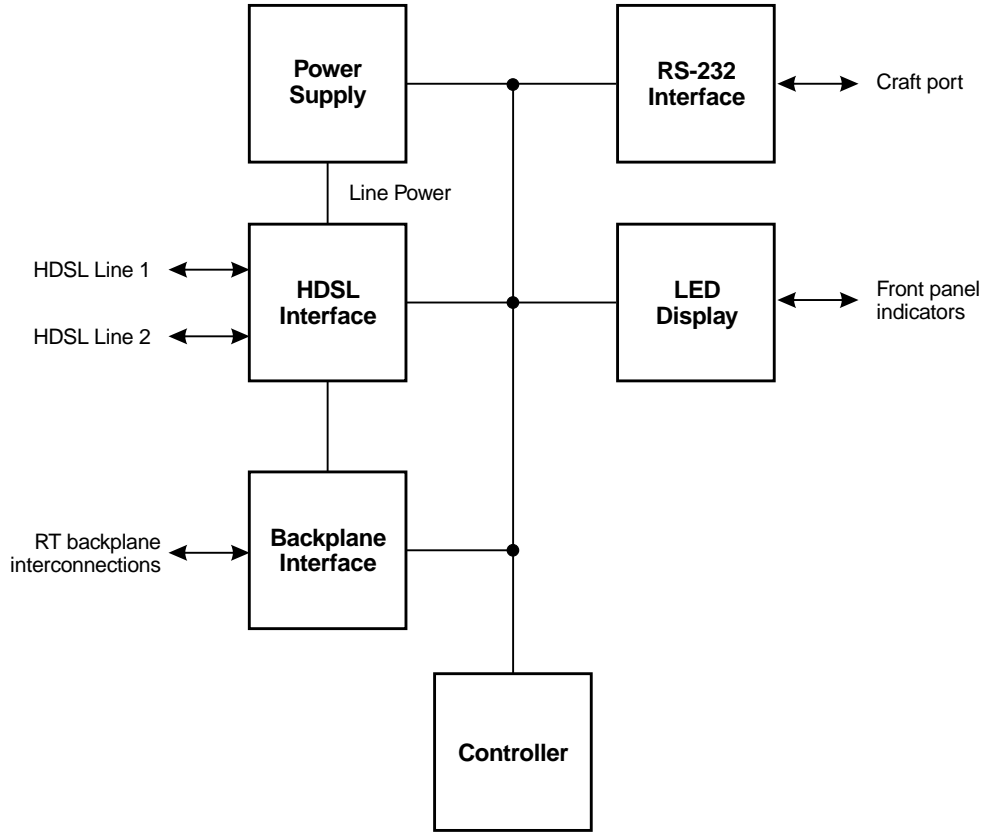 Power
Supply
RS-232
Interface
Craft port
Line Power
HDSL Line 1
HDSL Line 2
HDSL
Interface
LED
Display
Front panel
indicators
RT backplane
interconnections
Backplane
Interface
Controller